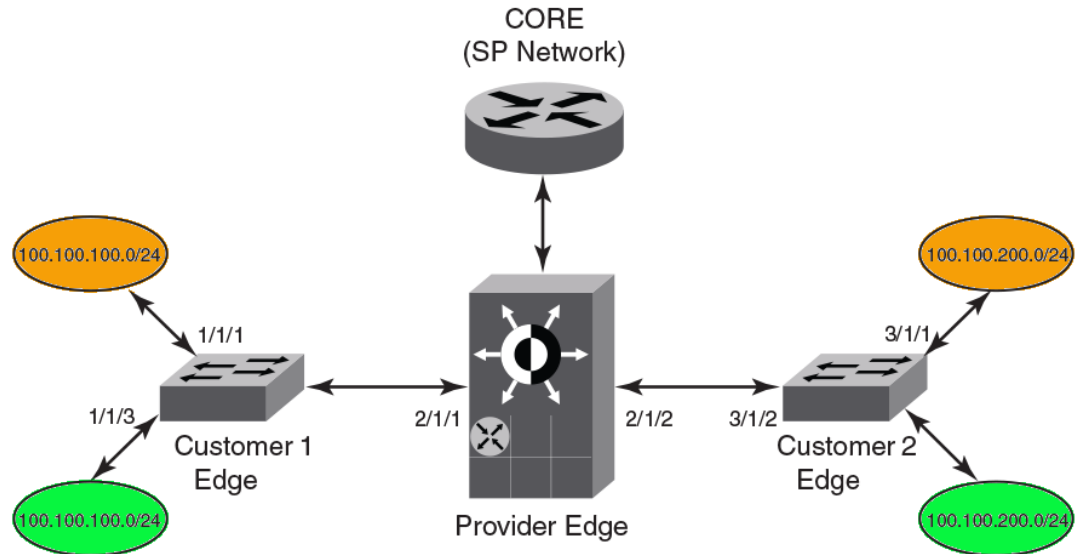 CORE
(SP Network)
100.100.100.0/24
100.100.200.0/24
1/1/1
3/1/1
1/1/3
2/1/1
2/1/2
3/1/2
Customer 1
Edge
Customer 2
Edge
100.100.100.0/24
100.100.200.0/24
Provider Edge